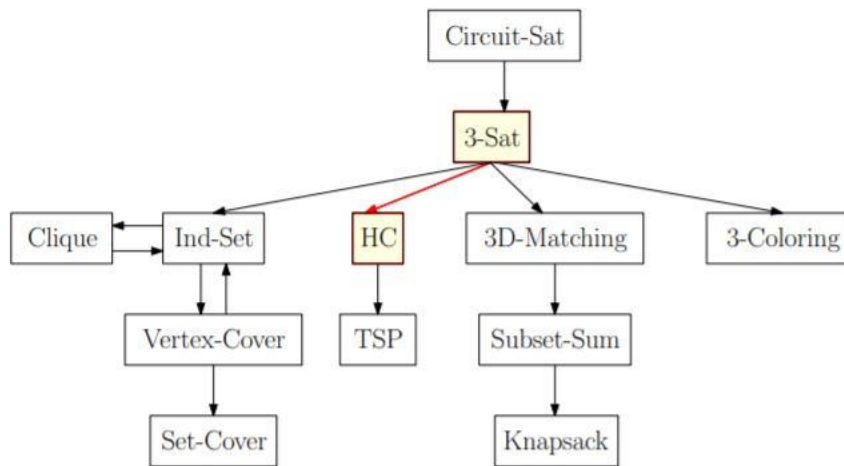 Circuit-Sat
3-Sat
Clique
Ind-Set
HC
3D-Matching
3-Coloring
Vertex-Cover
TSP
Subset-Sum
Set-Cover
Knapsack